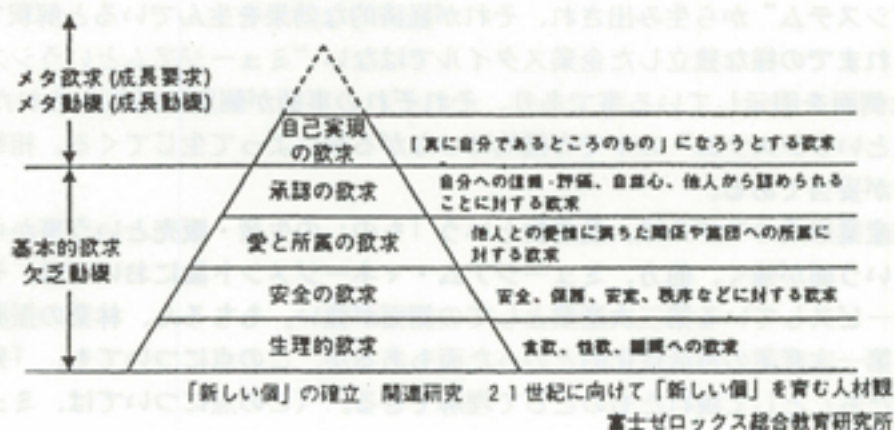 メタ欲求(成長要求)
メタ動機(成長動機)
自己実現
の欲求
「真に自分であるところのもの」になろうとする欲求
承認の欲求
自分への信頼・評価、自尊心、他人から認められる
ことに対する欲求
基本的欲求
欠乏動機
愛と所属の欲求
他人との愛情に満ちた関係や集団への所属に
対する欲求
安全の欲求
安全、保護、安定、秩序などに対する欲求
生理的欲求
食欲、性欲、睡眠への欲求
「新しい個」の確立 関連研究 21世紀に向けて「新しい個」を育む人材観
富士ゼロックス総合教育研究所